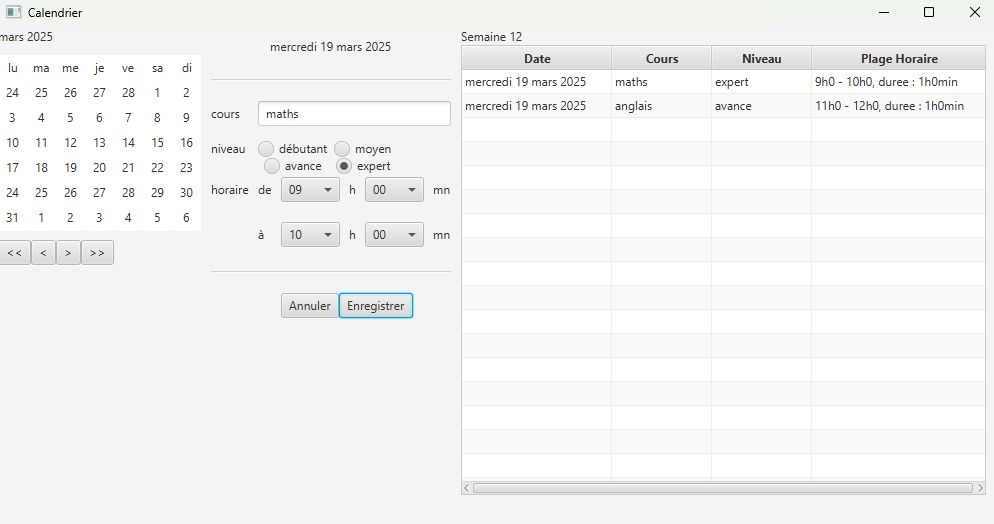 Calendrier
mars 2025
lu ma me je ve sa di
24 25 26 27 28 1 2
3 4 5 6 7 8 9
10 11 12 13 14 15 16
17 18 19 20 21 22 23
24 25 26 27 28 29 30
31 1 2 3 4 5 6
<< < > >>
mercredi 19 mars 2025
cours maths
niveau débutant moyen
avance expert
horaire de 09 h 00 mn
à 10 h 00 mn
Annuler Enregistrer
Semaine 12
Date Cours Niveau Plage Horaire
mercredi 19 mars 2025 maths expert 9h0 - 10h0, duree : 1h0min
mercredi 19 mars 2025 anglais avance 11h0 - 12h0, duree : 1h0min